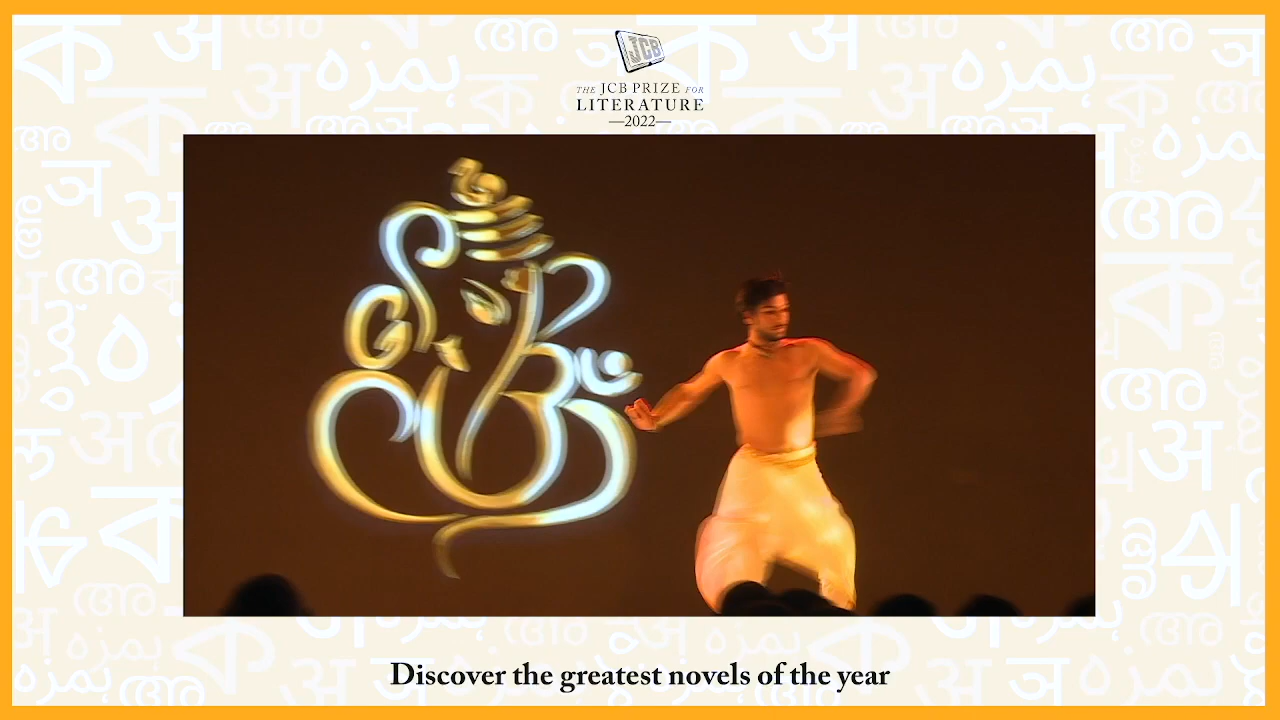 JCB
THE JCB PRIZE FOR
LITERATURE
—2022—
Discover the greatest novels of the year